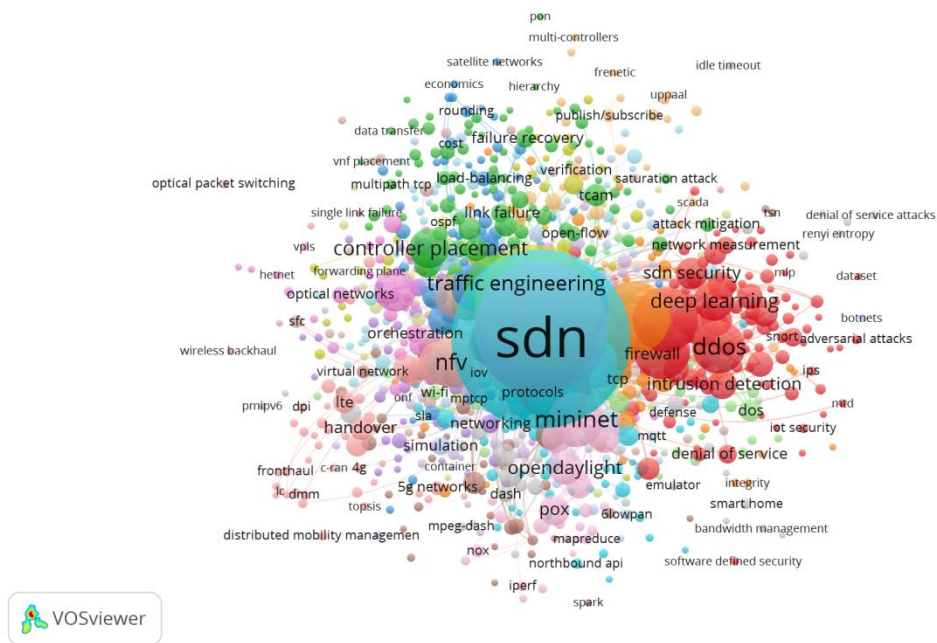 pon
multi-controllers
satellite networks
idle timeout
frenetic
economics
hierarchy
uppaal
rounding
publish/subscribe
data transfer
failure recovery
cost
vnf placement
verification
load-balancing
saturation attack
optical packet switching
multipath tcp
tcam
scada
single link failure
link failure
tsn
denial of service attacks
ospf
attack mitigation
open-flow
renyi entropy
vpls
controller placement
network measurement
hetnet
forwarding plane
sdn security
mlp
dataset
traffic engineering
optical networks
deep learning
sfc
botnets
orchestration
sdn
snort
adversarial attacks
wireless backhaul
nfv
firewall
ddos
virtual network
iov
tcp
ips
intrusion detection
onf
wi-fi
mptcp
protocols
pmipv6
dpi
lte
mtd
sla
defense
dos
handover
networking
mininet
iot security
simulation
mqtt
denial of service
fronthaul
c-ran
4g
container
opendaylight
5g networks
dash
emulator
integrity
lc
dmm
smart home
topsis
pox
6lowpan
mpeg-dash
bandwidth management
distributed mobility managemen
mapreduce
nox
northbound api
software defined security
iperf
spark
VOSviewer